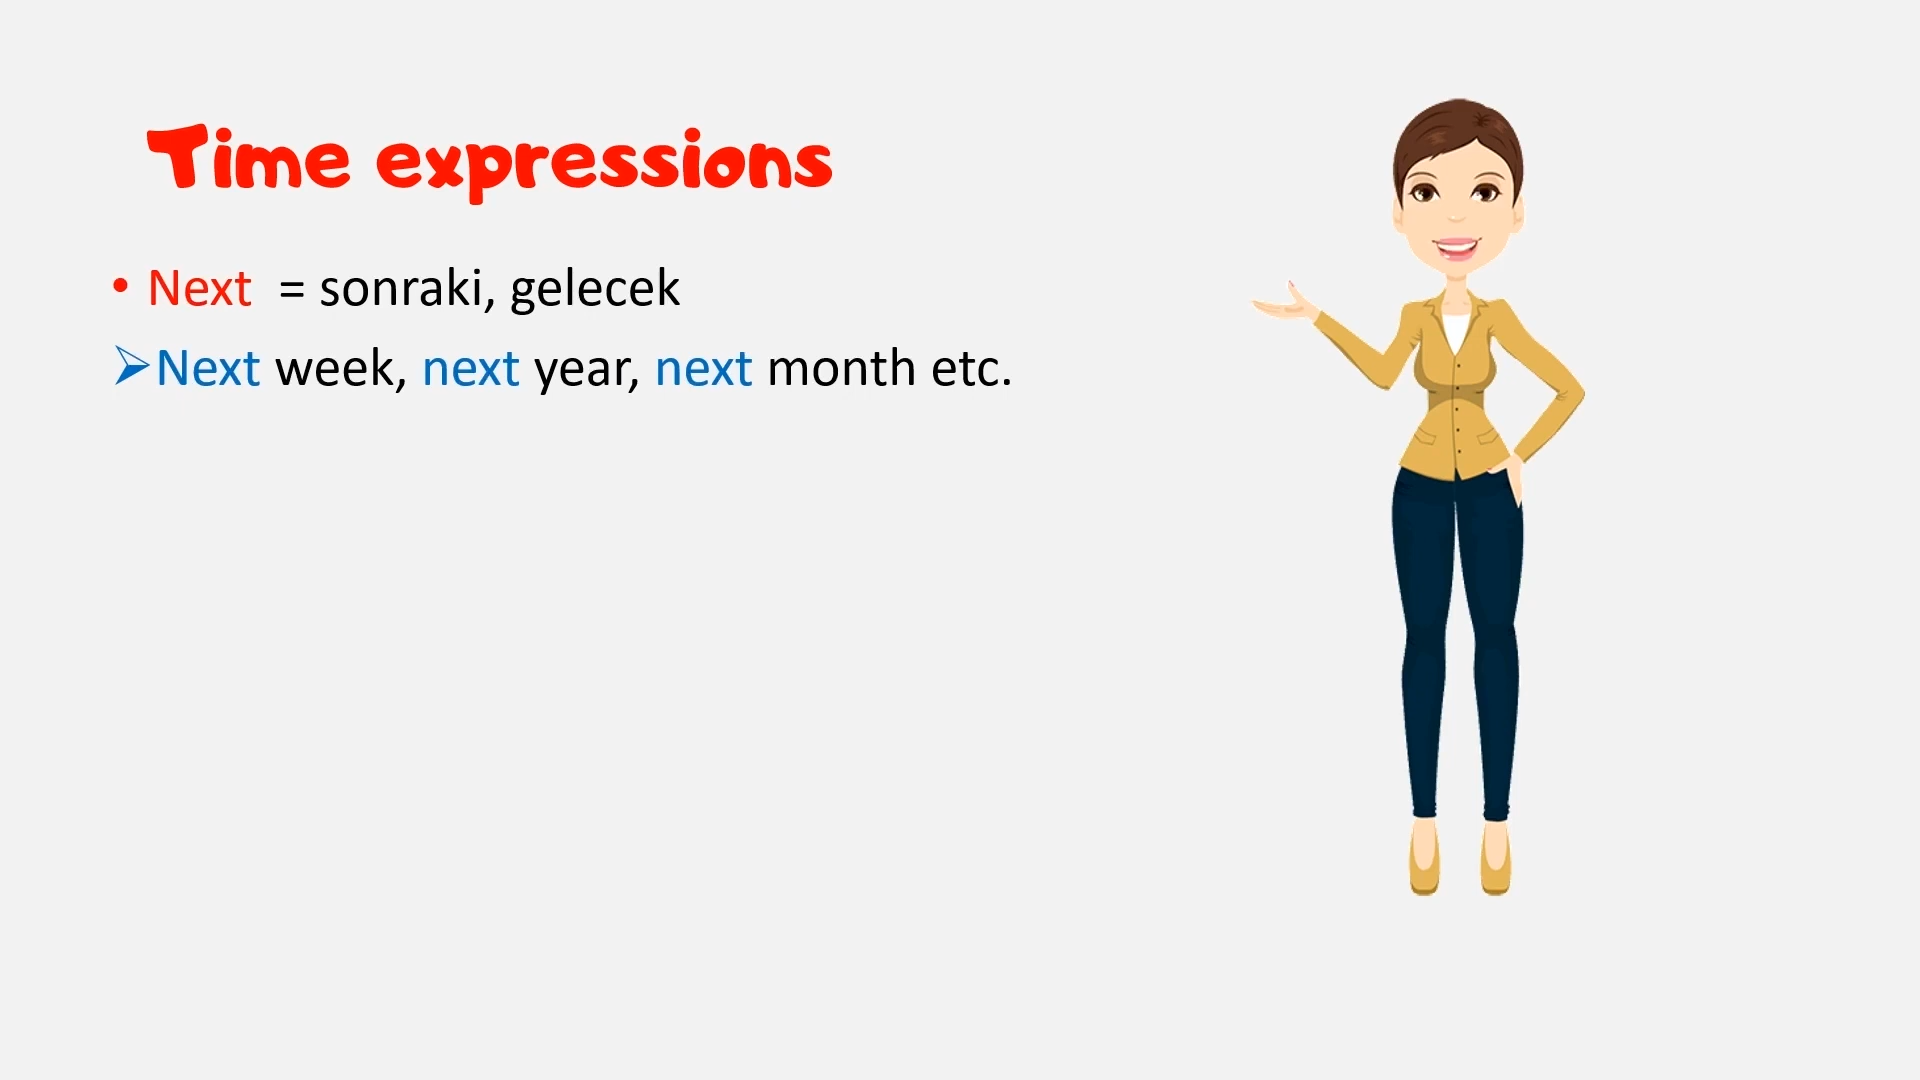 Time expressions
• Next = sonraki, gelecek
➢Next week, next year, next month etc.